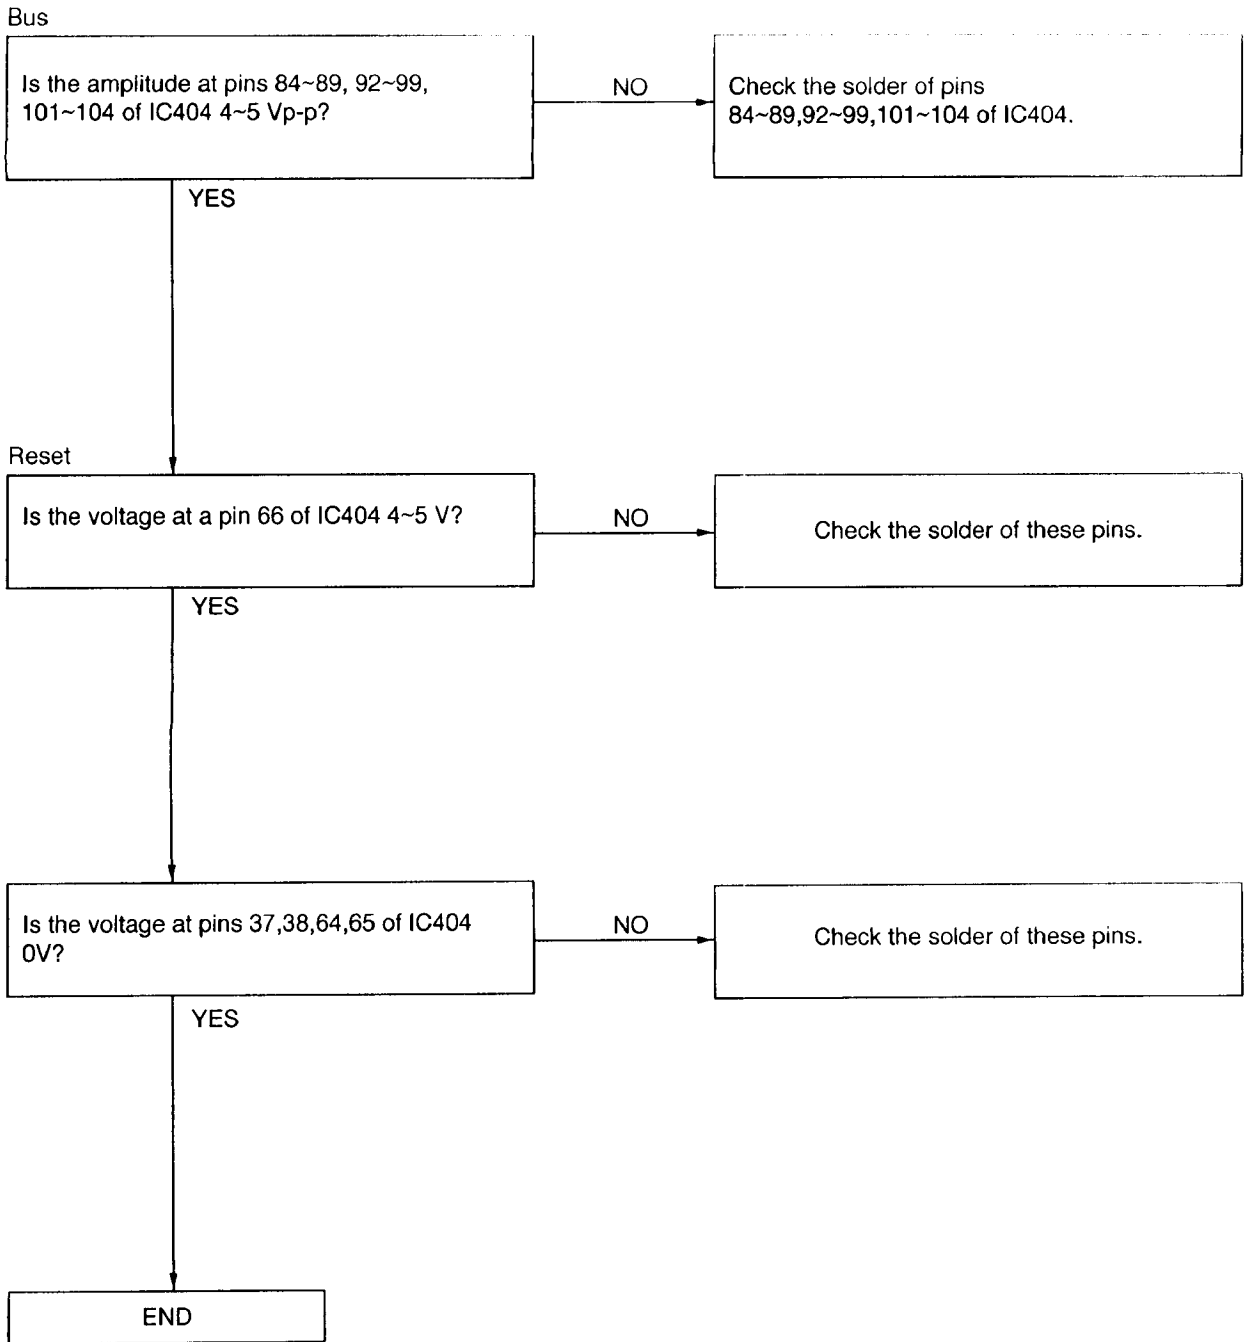 Bus
Is the amplitude at pins 84~89, 92~99,
101~104 of IC404 4~5 Vp-p?
NO
Check the solder of pins
84~89,92~99,101~104 of IC404.
YES
Reset
Is the voltage at a pin 66 of IC404 4~5 V?
NO
Check the solder of these pins.
YES
Is the voltage at pins 37,38,64,65 of IC404
0V?
NO
Check the solder of these pins.
YES
END